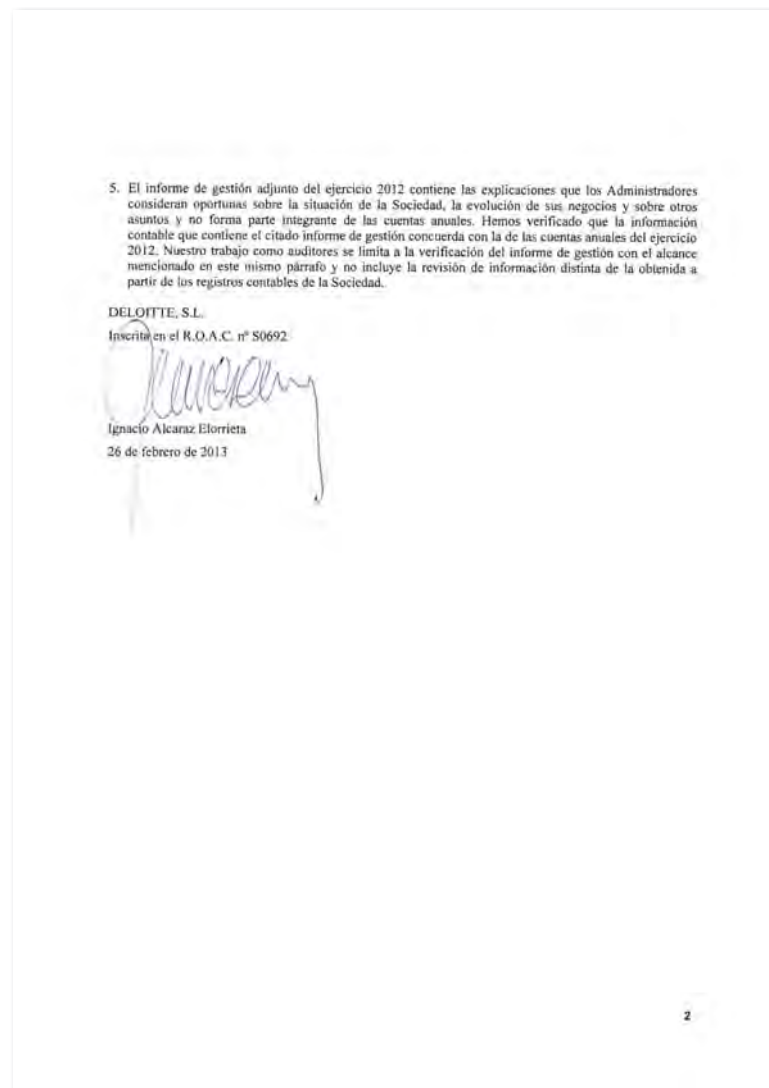 5. El informe de gestión adjunto del ejercicio 2012 contiene las explicaciones que los Administradores
consideran oportunas sobre la situación de la Sociedad, la evolución de sus negocios y sobre otros
asuntos y no forma parte integrante de las cuentas anuales. Hemos verificado que la información
contable que contiene el citado informe de gestión concuerda con la de las cuentas anuales del ejercicio
2012. Nuestro trabajo como auditores se limita a la verificación del informe de gestión con el alcance
mencionado en este mismo párrafo y no incluye la revisión de información distinta de la obtenida a
partir de los registros contables de la Sociedad.
DELOITTE, S.L.
Inscrita en el R.O.A.C. nº S0692
Ignacio Alcaraz Elorrieta
26 de febrero de 2013
2